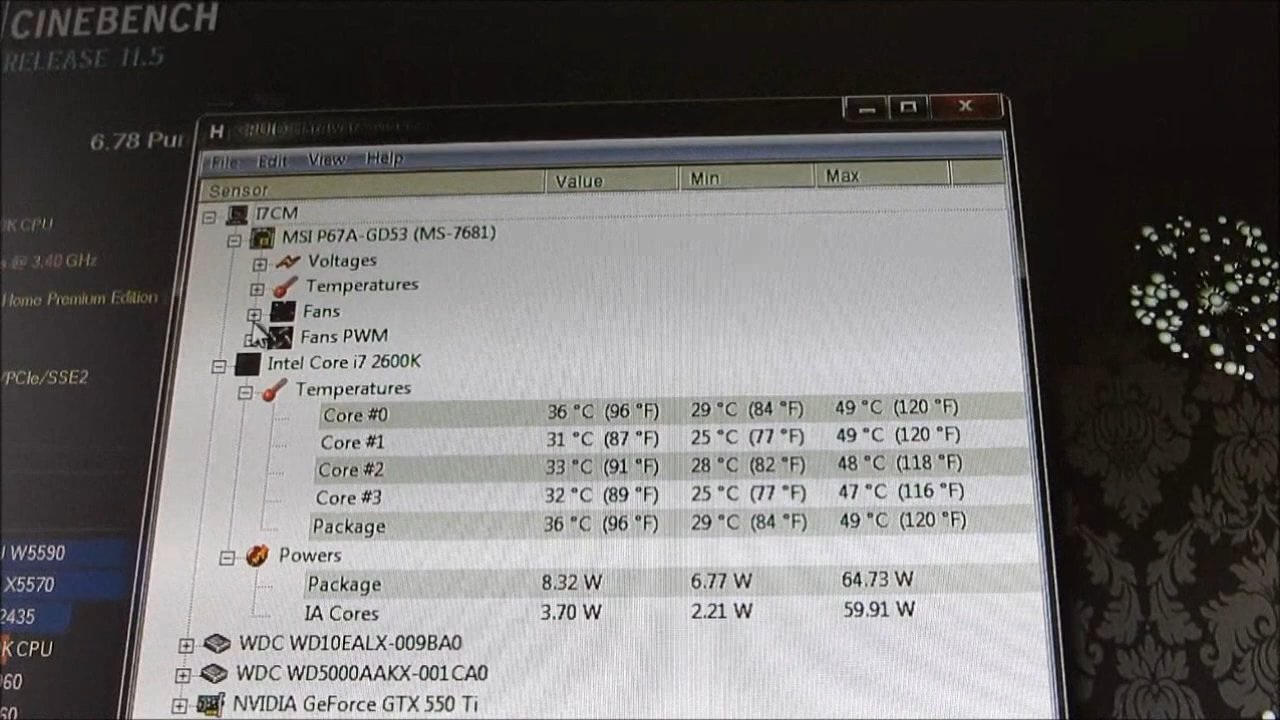 CINEBENCH
RELEASE 11.5
6.78 Pu
K CPU
@ 3.40 GHz
Home Premium Edition
/PCIe/SSE2
W5590
X5570
2435
K CPU
60
H
File Edit View Help
Sensor Value Min Max
I7CM
MSI P67A-GD53 (MS-7681)
Voltages
Temperatures
Fans
Fans PWM
Intel Core i7 2600K
Temperatures
Core #0 36 °C (96 °F) 29 °C (84 °F) 49 °C (120 °F)
Core #1 31 °C (87 °F) 25 °C (77 °F) 49 °C (120 °F)
Core #2 33 °C (91 °F) 28 °C (82 °F) 48 °C (118 °F)
Core #3 32 °C (89 °F) 25 °C (77 °F) 47 °C (116 °F)
Package 36 °C (96 °F) 29 °C (84 °F) 49 °C (120 °F)
Powers
Package 8.32 W 6.77 W 64.73 W
IA Cores 3.70 W 2.21 W 59.91 W
WDC WD10EALX-009BA0
WDC WD5000AAKX-001CA0
NVIDIA GeForce GTX 550 Ti